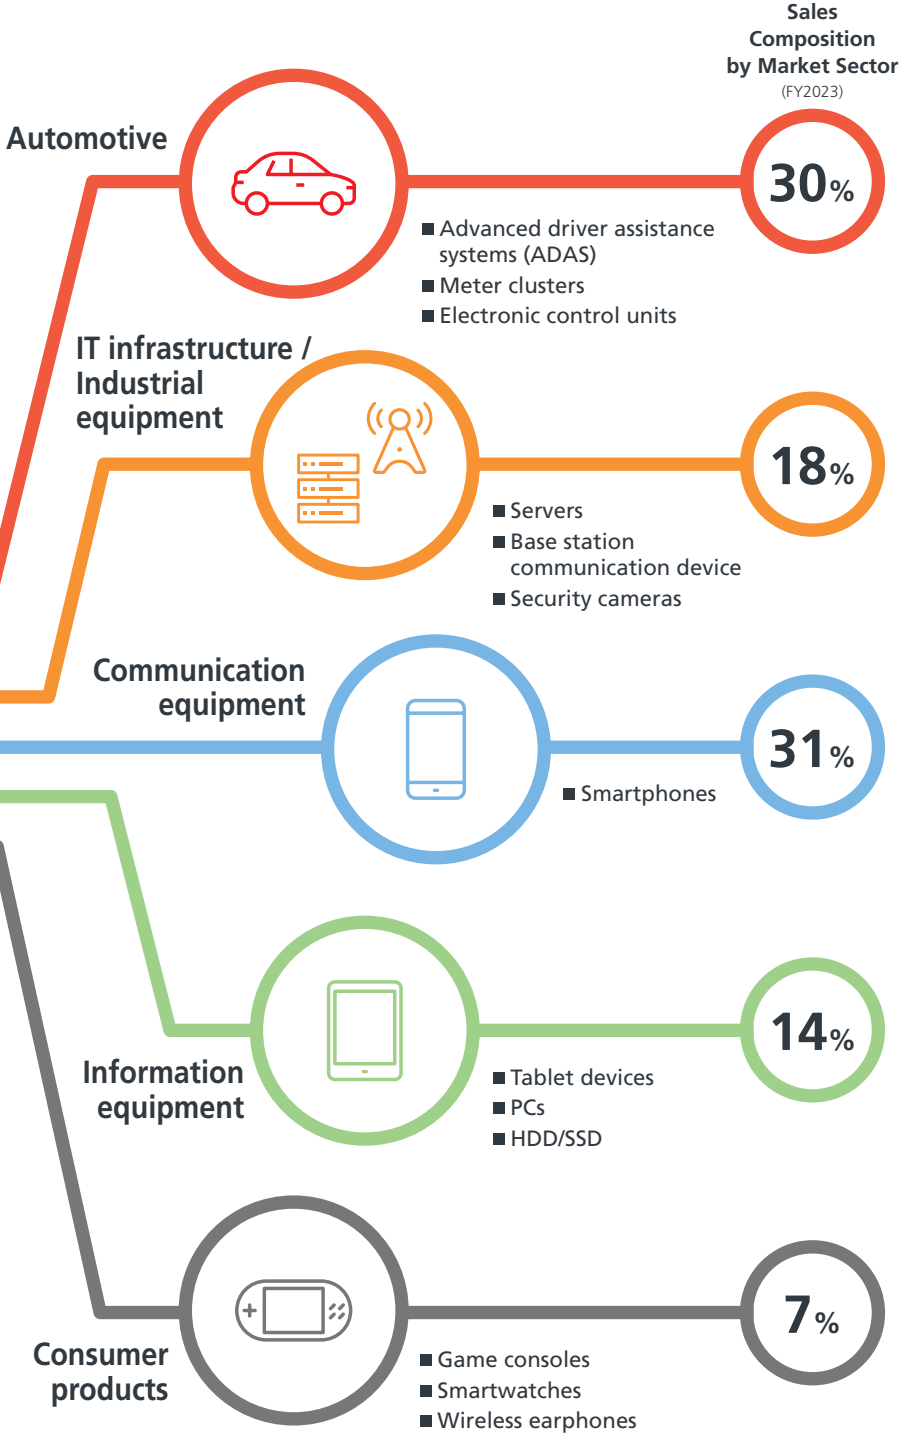 Sales
Composition
by Market Sector
(FY2023)
Automotive
30%
■ Advanced driver assistance
systems (ADAS)
■ Meter clusters
■ Electronic control units
IT infrastructure /
Industrial
equipment
18%
■ Servers
■ Base station
communication device
■ Security cameras
Communication
equipment
31%
■ Smartphones
14%
Information
equipment
■ Tablet devices
■ PCs
■ HDD/SSD
7%
Consumer
products
■ Game consoles
■ Smartwatches
■ Wireless earphones